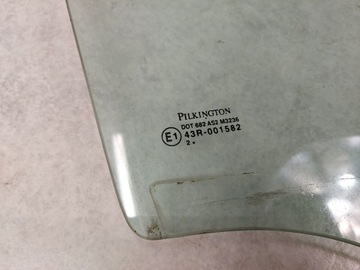 PILKINGTON
DOT 682 AS2 M3236
E1 43R-001582
2 •